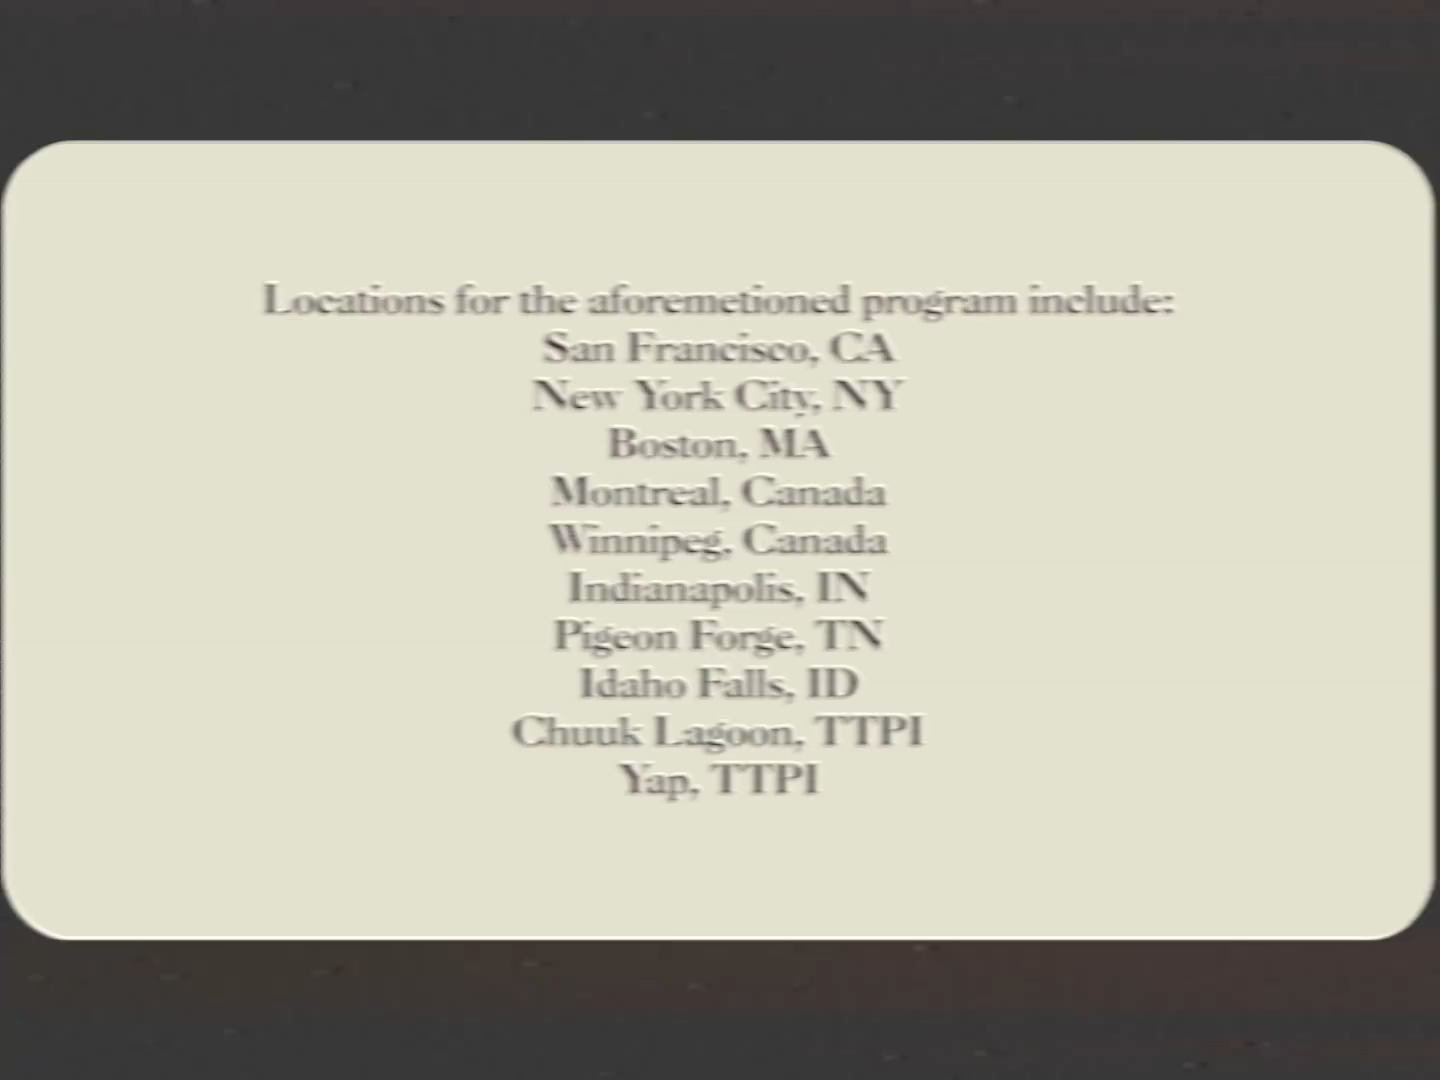 Locations for the aforemetioned program include:
San Francisco, CA
New York City, NY
Boston, MA
Montreal, Canada
Winnipeg, Canada
Indianapolis, IN
Pigeon Forge, TN
Idaho Falls, ID
Chuuk Lagoon, TTPI
Yap, TTPI